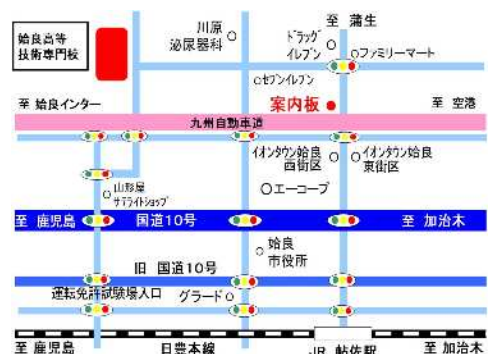 至 蒲生
川原
泌尿器科
ドラッグ
イレブン
ファミリーマート
姶良高等
技術専門校
セブンイレブン
案内板
至 姶良インター
至 空港
九州自動車道
イオンタウン姶良
西街区
イオンタウン姶良
東街区
山形屋
サテライトショップ
エーコープ
至 鹿児島
国道10号
至 加治木
姶良
市役所
旧 国道10号
運転免許試験場入口
グラード
至 鹿児島
日豊本線
JR 帖佐駅
至 加治木